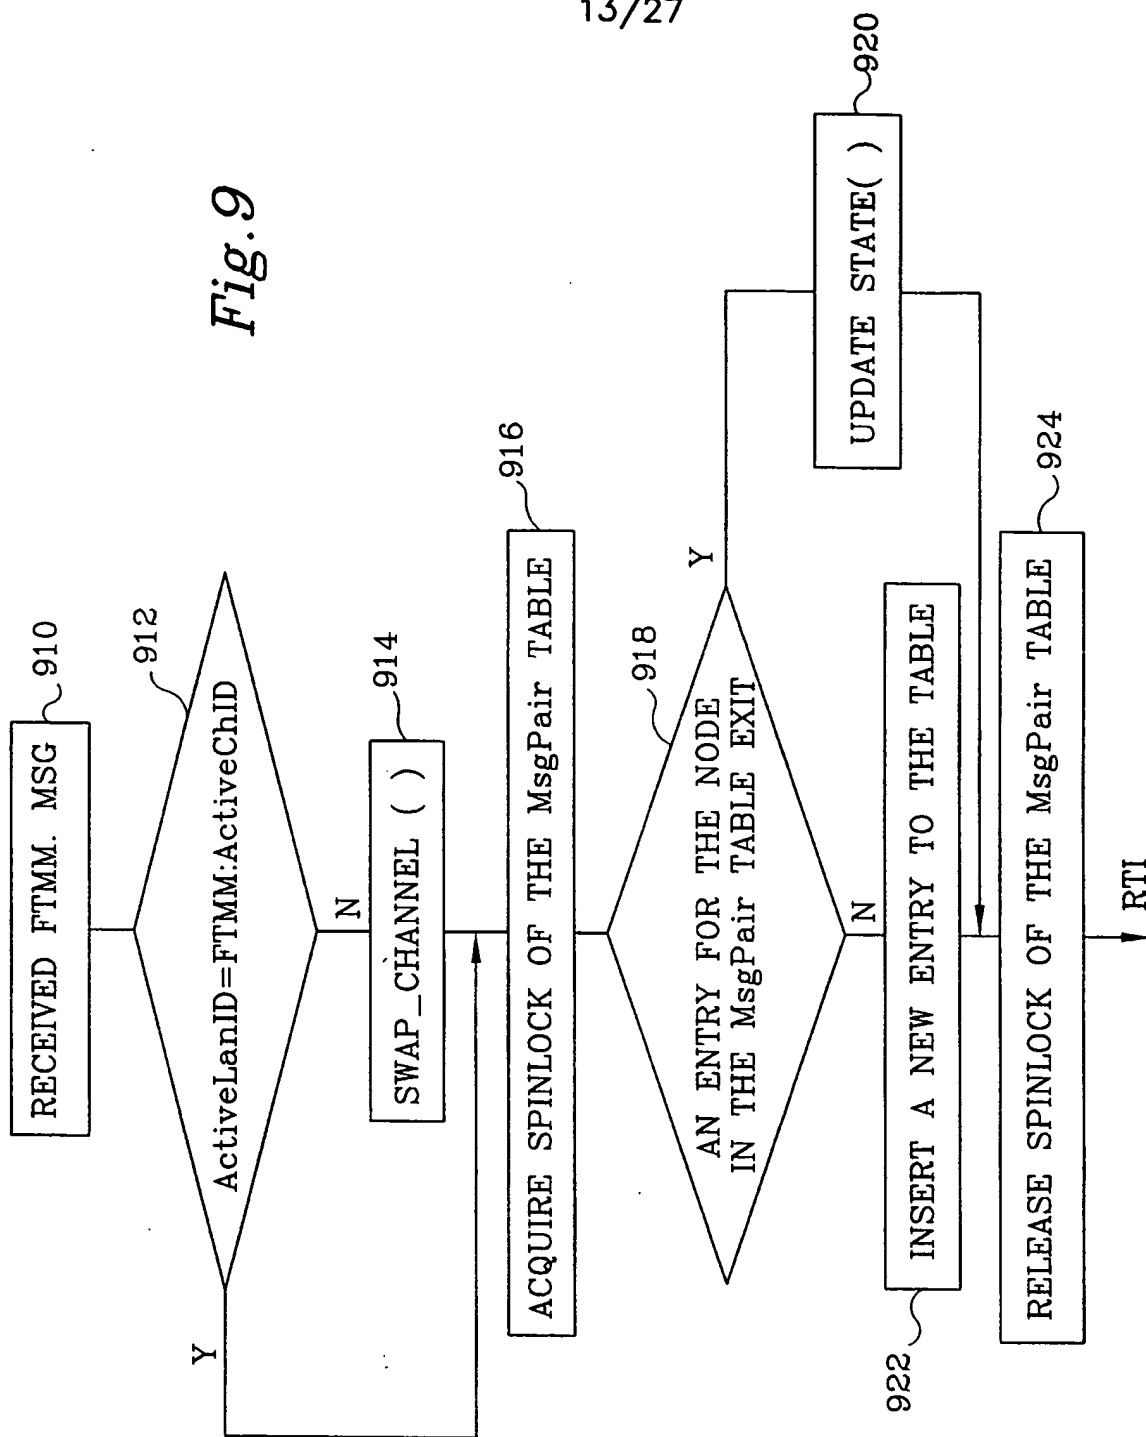 13/27
Fig.9
RECEIVED FTMM. MSG
910
912
ActiveLanID=FTMM:ActiveChID
Y
N
914
SWAP_CHANNEL ( )
916
ACQUIRE SPINLOCK OF THE MsgPair TABLE
918
AN ENTRY FOR THE NODE
IN THE MsgPair TABLE EXIT
Y
N
920
UPDATE STATE( )
922
INSERT A NEW ENTRY TO THE TABLE
924
RELEASE SPINLOCK OF THE MsgPair TABLE
RTI